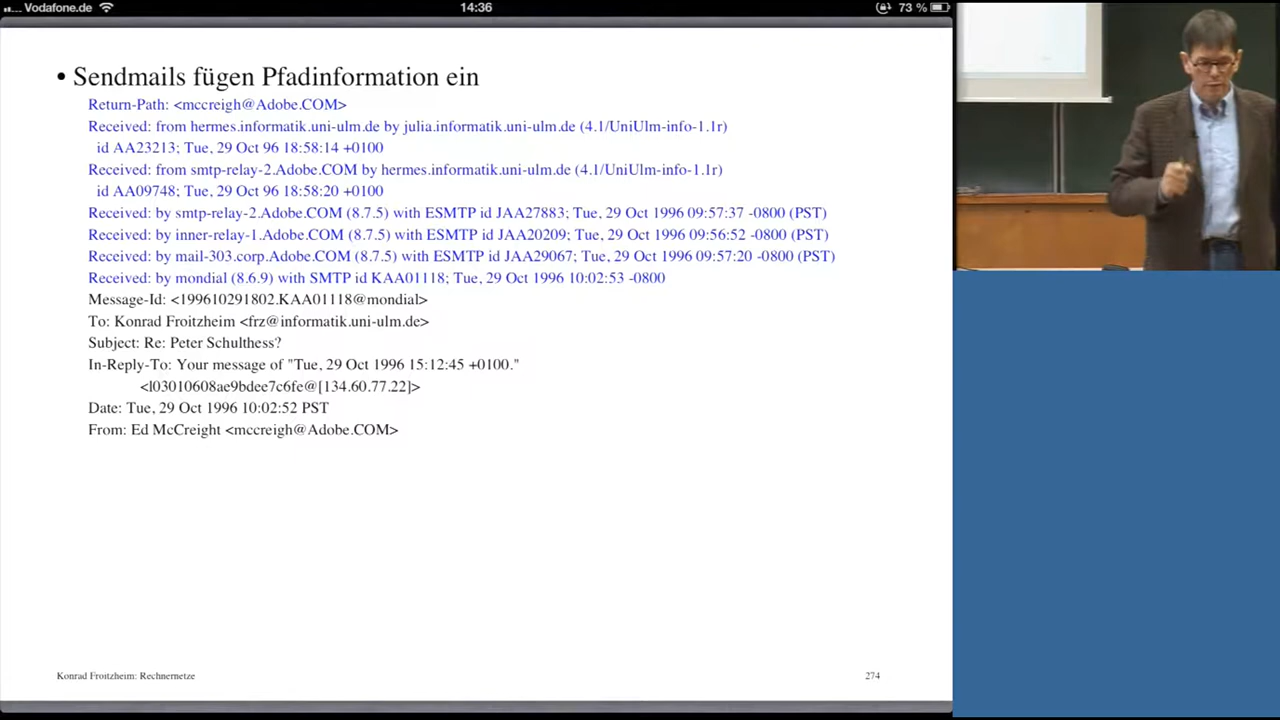 Vodafone.de
14:36
73 %
• Sendmails fügen Pfadinformation ein
Return-Path: <mccreigh@Adobe.COM>
Received: from hermes.informatik.uni-ulm.de by julia.informatik.uni-ulm.de (4.1/UniUlm-info-1.1r)
id AA23213; Tue, 29 Oct 96 18:58:14 +0100
Received: from smtp-relay-2.Adobe.COM by hermes.informatik.uni-ulm.de (4.1/UniUlm-info-1.1r)
id AA09748; Tue, 29 Oct 96 18:58:20 +0100
Received: by smtp-relay-2.Adobe.COM (8.7.5) with ESMTP id JAA27883; Tue, 29 Oct 1996 09:57:37 -0800 (PST)
Received: by inner-relay-1.Adobe.COM (8.7.5) with ESMTP id JAA20209; Tue, 29 Oct 1996 09:56:52 -0800 (PST)
Received: by mail-303.corp.Adobe.COM (8.7.5) with ESMTP id JAA29067; Tue, 29 Oct 1996 09:57:20 -0800 (PST)
Received: by mondial (8.6.9) with SMTP id KAA01118; Tue, 29 Oct 1996 10:02:53 -0800
Message-Id: <199610291802.KAA01118@mondial>
To: Konrad Froitzheim <frz@informatik.uni-ulm.de>
Subject: Re: Peter Schulthess?
In-Reply-To: Your message of "Tue, 29 Oct 1996 15:12:45 +0100."
<l03010608ae9bdee7c6fe@[134.60.77.22]>
Date: Tue, 29 Oct 1996 10:02:52 PST
From: Ed McCreight <mccreigh@Adobe.COM>
Konrad Froitzheim: Rechnernetze
274